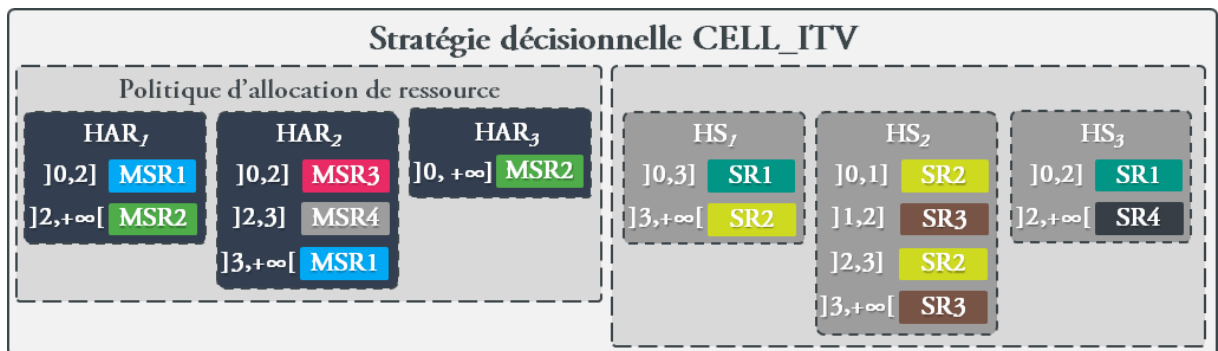 Stratégie décisionnelle CELL_ITV
Politique d’allocation de ressource
HAR1
]0,2] MSR1
]2,+∞[ MSR2
HAR2
]0,2] MSR3
]2,3] MSR4
]3,+∞[ MSR1
HAR3
]0, +∞] MSR2
HS1
]0,3] SR1
]3,+∞[ SR2
HS2
]0,1] SR2
]1,2] SR3
]2,3] SR2
]3,+∞[ SR3
HS3
]0,2] SR1
]2,+∞[ SR4